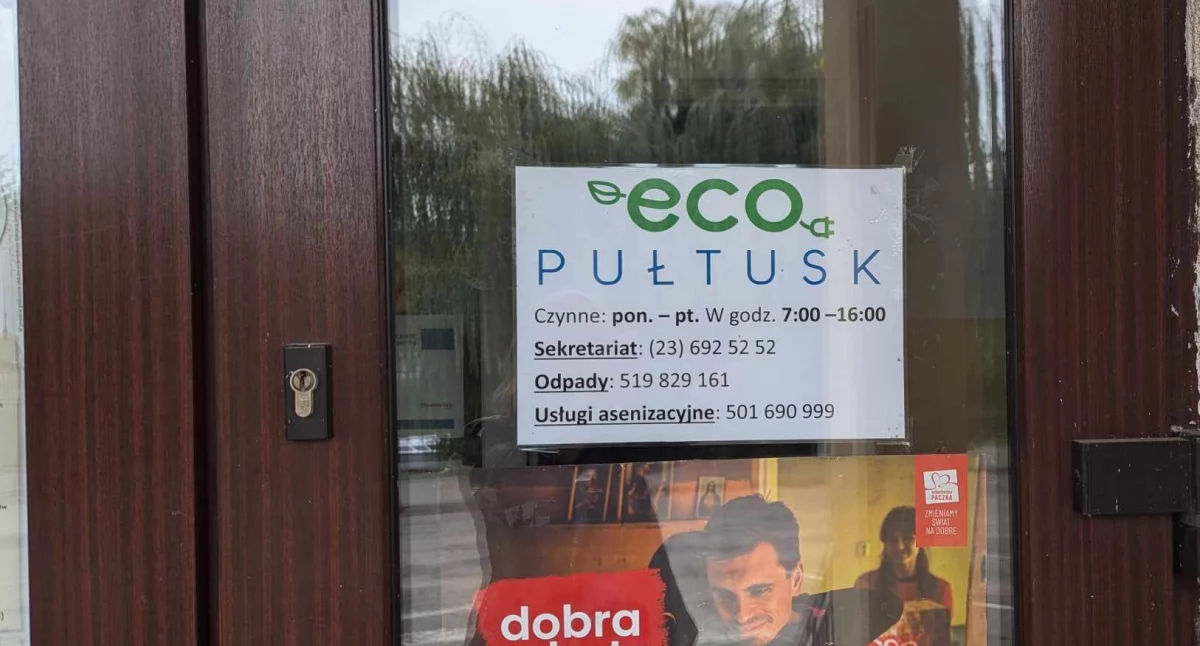 eco
PUŁTUSK
Czynne: pon. – pt. W godz. 7:00 –16:00
Sekretariat: (23) 692 52 52
Odpady: 519 829 161
Usługi asenizacyjne: 501 690 999
PACZKA
ZMIENIAMY
ŚWIAT
NA DOBRE
dobra